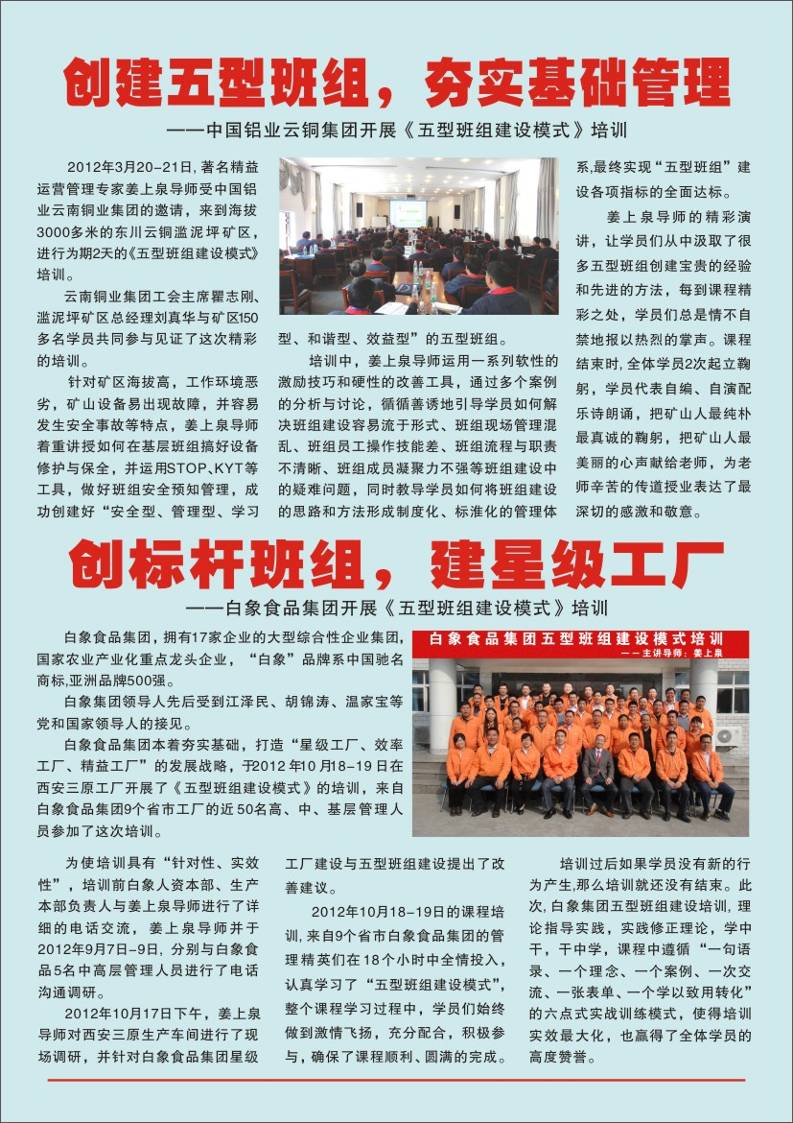 创建五型班组，夯实基础管理
——中国铝业云铜集团开展《五型班组建设模式》培训
2012年3月20-21日,著名精益
运营管理专家姜上泉导师受中国铝
业云南铜业集团的邀请，来到海拔
3000多米的东川云铜滥泥坪矿区，
进行为期2天的《五型班组建设模式》
培训。
云南铜业集团工会主席瞿志刚、
滥泥坪矿区总经理刘真华与矿区150
多名学员共同参与见证了这次精彩
的培训。
针对矿区海拔高，工作环境恶
劣，矿山设备易出现故障，并容易
发生安全事故等特点，姜上泉导师
着重讲授如何在基层班组搞好设备
修护与保全，并运用STOP、KYT等
工具，做好班组安全预知管理，成
功创建好“安全型、管理型、学习
型、和谐型、效益型”的五型班组。
培训中，姜上泉导师运用一系列软性的
激励技巧和硬性的改善工具，通过多个案例
的分析与讨论，循循善诱地引导学员如何解
决班组建设容易流于形式、班组现场管理混
乱、班组员工操作技能差、班组流程与职责
不清晰、班组成员凝聚力不强等班组建设中
的疑难问题，同时教导学员如何将班组建设
的思路和方法形成制度化、标准化的管理体
系,最终实现“五型班组”建
设各项指标的全面达标。
姜上泉导师的精彩演
讲，让学员们从中汲取了很
多五型班组创建宝贵的经验
和先进的方法，每到课程精
彩之处，学员们总是情不自
禁地报以热烈的掌声。课程
结束时,全体学员2次起立鞠
躬，学员代表自编、自演配
乐诗朗诵，把矿山人最纯朴
最真诚的鞠躬，把矿山人最
美丽的心声献给老师，为老
师辛苦的传道授业表达了最
深切的感激和敬意。
创标杆班组，建星级工厂
——白象食品集团开展《五型班组建设模式》培训
白象食品集团，拥有17家企业的大型综合性企业集团，
国家农业产业化重点龙头企业，“白象”品牌系中国驰名
商标,亚洲品牌500强。
白象集团领导人先后受到江泽民、胡锦涛、温家宝等
党和国家领导人的接见。
白象食品集团本着夯实基础，打造“星级工厂、效率
工厂、精益工厂”的发展战略，于2012年10月18-19日在
西安三原工厂开展了《五型班组建设模式》的培训，来自
白象食品集团9个省市工厂的近50名高、中、基层管理人
员参加了这次培训。
白象食品集团五型班组建设模式培训
——主讲导师：姜上泉
为使培训具有“针对性、实效
性”，培训前白象人资本部、生产
本部负责人与姜上泉导师进行了详
细的电话交流，姜上泉导师并于
2012年9月7日-9日，分别与白象食
品5名中高层管理人员进行了电话
沟通调研。
2012年10月17日下午，姜上泉
导师对西安三原生产车间进行了现
场调研，并针对白象食品集团星级
工厂建设与五型班组建设提出了改
善建议。
2012年10月18-19日的课程培
训,来自9个省市白象食品集团的管
理精英们在18个小时中全情投入，
认真学习了“五型班组建设模式”，
整个课程学习过程中，学员们始终
做到激情飞扬，充分配合，积极参
与，确保了课程顺利、圆满的完成。
培训过后如果学员没有新的行
为产生,那么培训就还没有结束。此
次,白象集团五型班组建设培训,理
论指导实践，实践修正理论，学中
干，干中学，课程中遵循“一句语
录、一个理念、一个案例、一次交
流、一张表单、一个学以致用转化”
的六点式实战训练模式，使得培训
实效最大化，也赢得了全体学员的
高度赞誉。